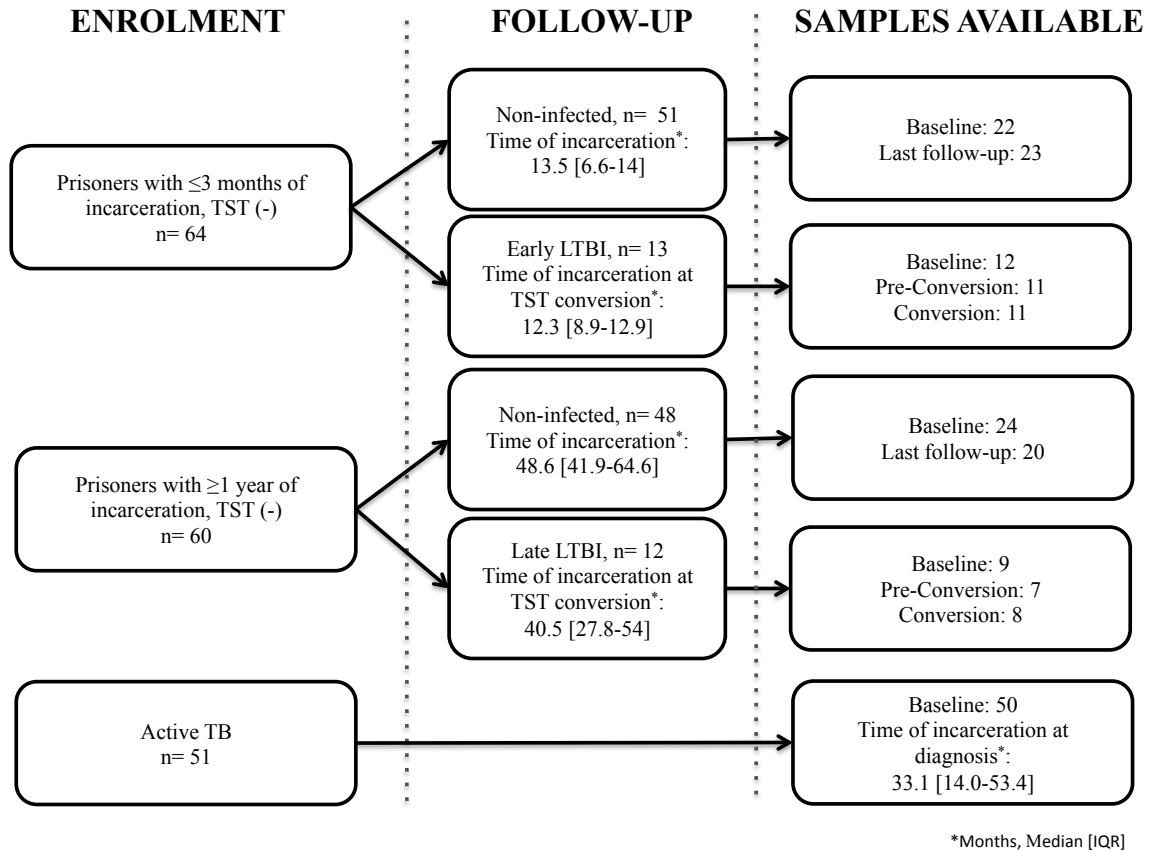 ENROLMENT
FOLLOW-UP
SAMPLES AVAILABLE
Prisoners with ≤3 months of
incarceration, TST (-)
n= 64
Non-infected, n= 51
Time of incarceration*:
13.5 [6.6-14]
Baseline: 22
Last follow-up: 23
Early LTBI, n= 13
Time of incarceration at
TST conversion*:
12.3 [8.9-12.9]
Baseline: 12
Pre-Conversion: 11
Conversion: 11
Prisoners with ≥1 year of
incarceration, TST (-)
n= 60
Non-infected, n= 48
Time of incarceration*:
48.6 [41.9-64.6]
Baseline: 24
Last follow-up: 20
Late LTBI, n= 12
Time of incarceration at
TST conversion*:
40.5 [27.8-54]
Baseline: 9
Pre-Conversion: 7
Conversion: 8
Active TB
n= 51
Baseline: 50
Time of incarceration at
diagnosis*:
33.1 [14.0-53.4]
*Months, Median [IQR]